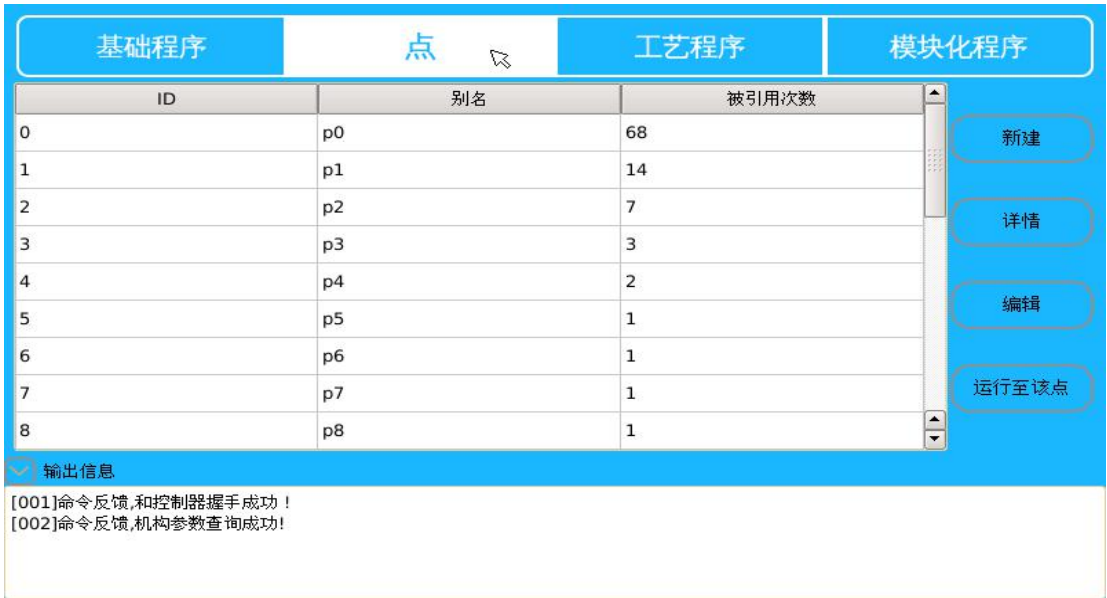 基础程序 点 工艺程序 模块化程序
ID 别名 被引用次数
0 p0 68
1 p1 14
2 p2 7
3 p3 3
4 p4 2
5 p5 1
6 p6 1
7 p7 1
8 p8 1
新建
详情
编辑
运行至该点
输出信息
[001]命令反馈,和控制器握手成功！
[002]命令反馈,机构参数查询成功!